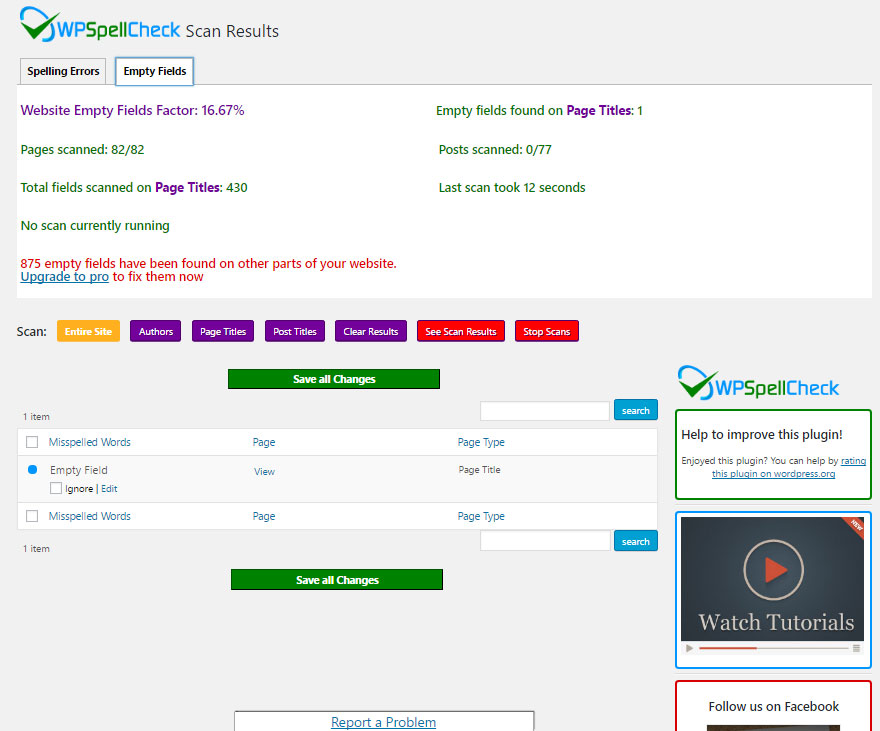 WPSpellCheck Scan Results
Spelling Errors Empty Fields
Website Empty Fields Factor: 16.67% Empty fields found on Page Titles: 1
Pages scanned: 82/82 Posts scanned: 0/77
Total fields scanned on Page Titles: 430 Last scan took 12 seconds
No scan currently running
875 empty fields have been found on other parts of your website.
Upgrade to pro to fix them now
Scan: Entire Site Authors Page Titles Post Titles Clear Results See Scan Results Stop Scans
Save all Changes
1 item search
Misspelled Words Page Page Type
Empty Field View Page Title
Ignore | Edit
Misspelled Words Page Page Type
1 item search
Save all Changes
Report a Problem
WPSpellCheck
Help to improve this plugin!
Enjoyed this plugin? You can help by rating
this plugin on wordpress.org
NEW
Watch Tutorials
Follow us on Facebook